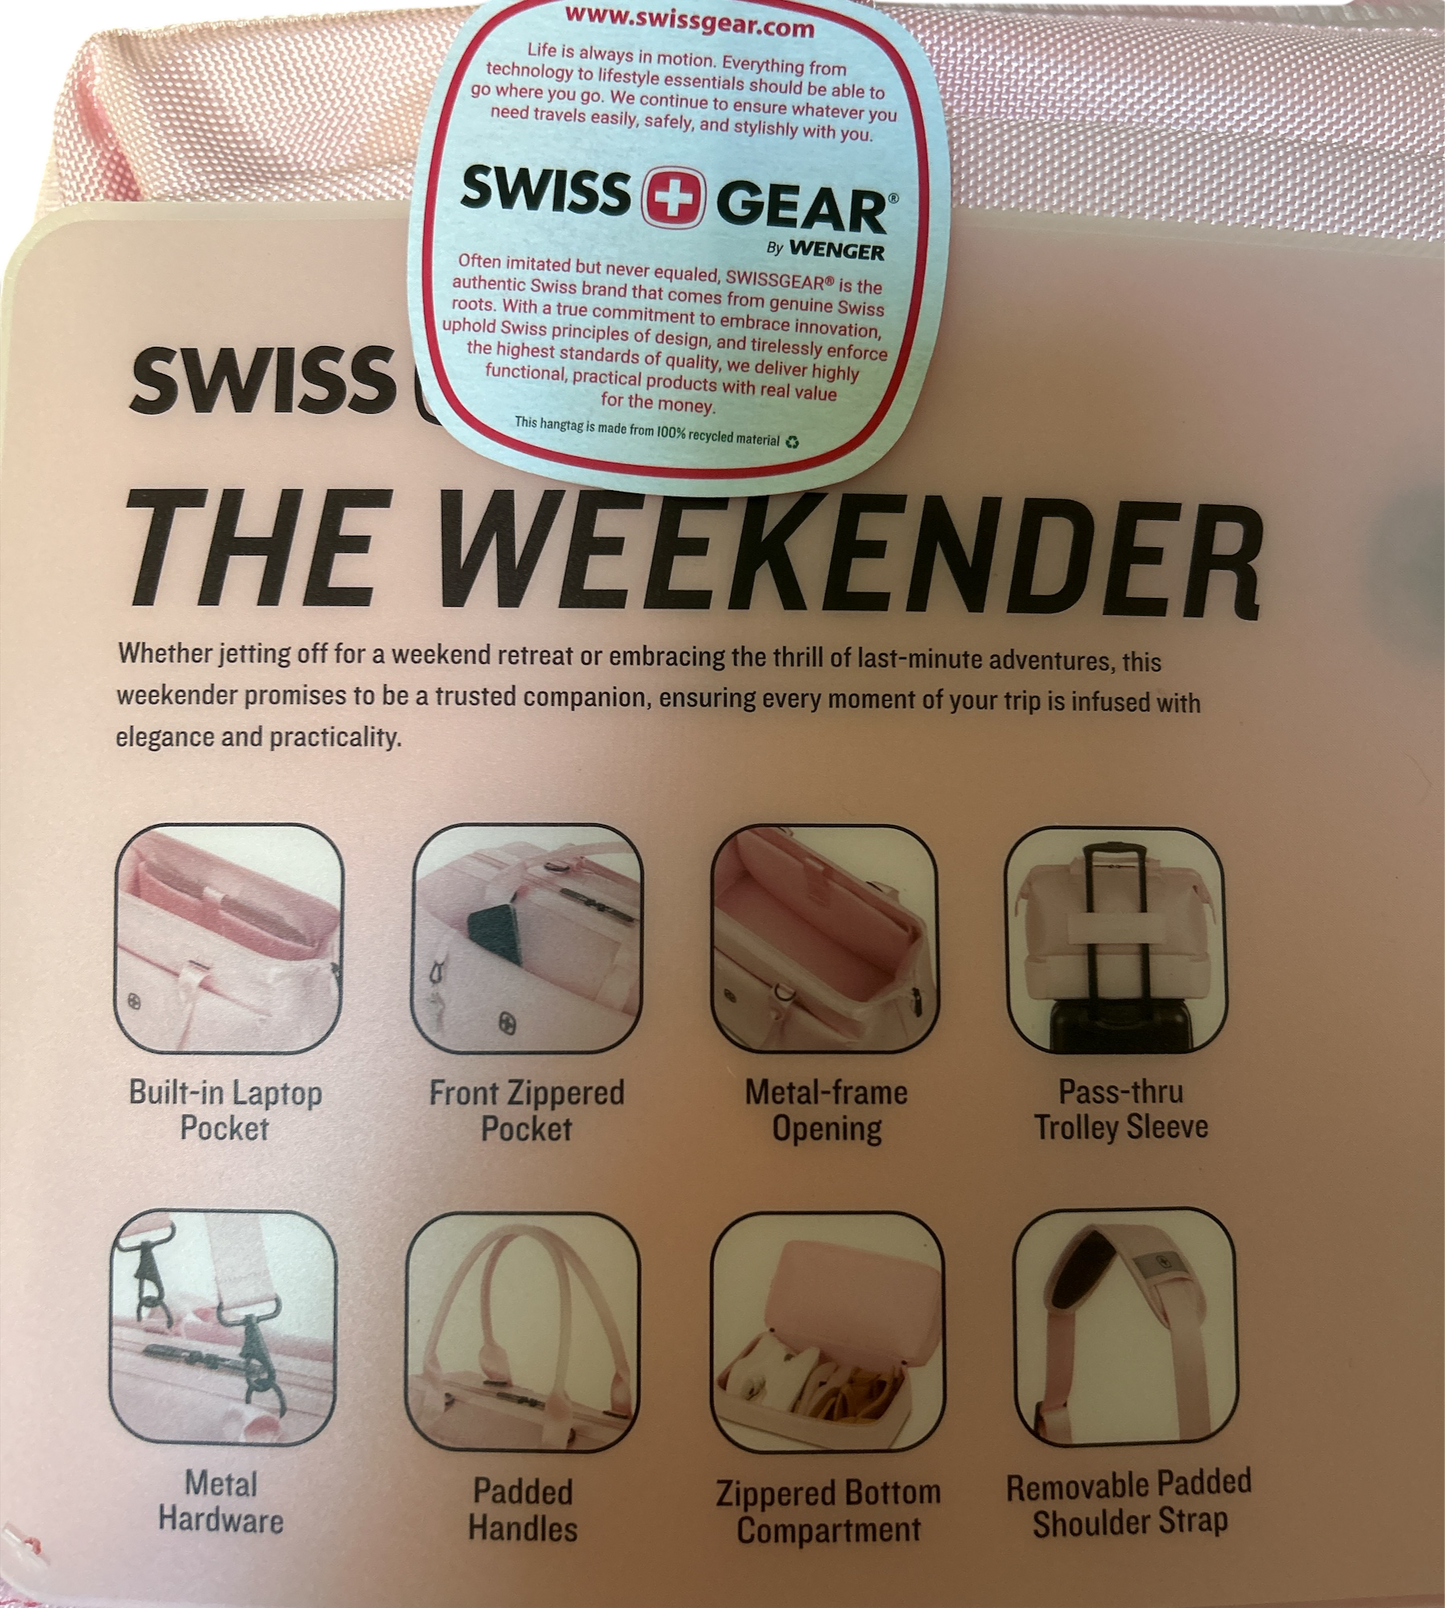 www.swissgear.com
Life is always in motion. Everything from
technology to lifestyle essentials should be able to
go where you go. We continue to ensure whatever you
need travels easily, safely, and stylishly with you.
SWISS GEAR®
By WENGER
Often imitated but never equaled, SWISSGEAR® is the
authentic Swiss brand that comes from genuine Swiss
roots. With a true commitment to embrace innovation,
uphold Swiss principles of design, and tirelessly enforce
the highest standards of quality, we deliver highly
functional, practical products with real value
for the money.
This hangtag is made from 100% recycled material
SWISS
THE WEEKENDER
Whether jetting off for a weekend retreat or embracing the thrill of last-minute adventures, this
weekender promises to be a trusted companion, ensuring every moment of your trip is infused with
elegance and practicality.
Built-in Laptop
Pocket
Front Zippered
Pocket
Metal-frame
Opening
Pass-thru
Trolley Sleeve
Metal
Hardware
Padded
Handles
Zippered Bottom
Compartment
Removable Padded
Shoulder Strap